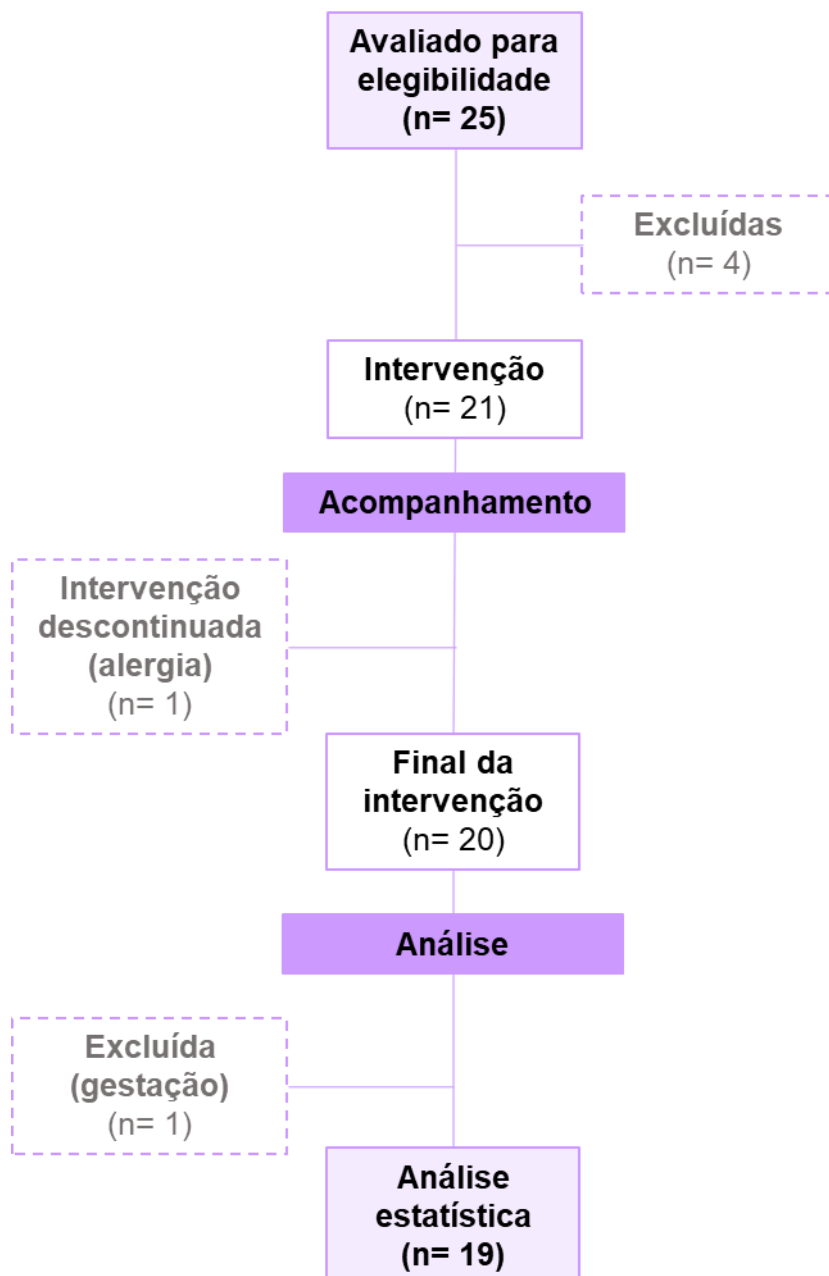 Avaliado para
elegibilidade
(n= 25)
Excluídas
(n= 4)
Intervenção
(n= 21)
Acompanhamento
Intervenção
descontinuada
(alergia)
(n= 1)
Final da
intervenção
(n= 20)
Análise
Excluída
(gestação)
(n= 1)
Análise
estatística
(n= 19)